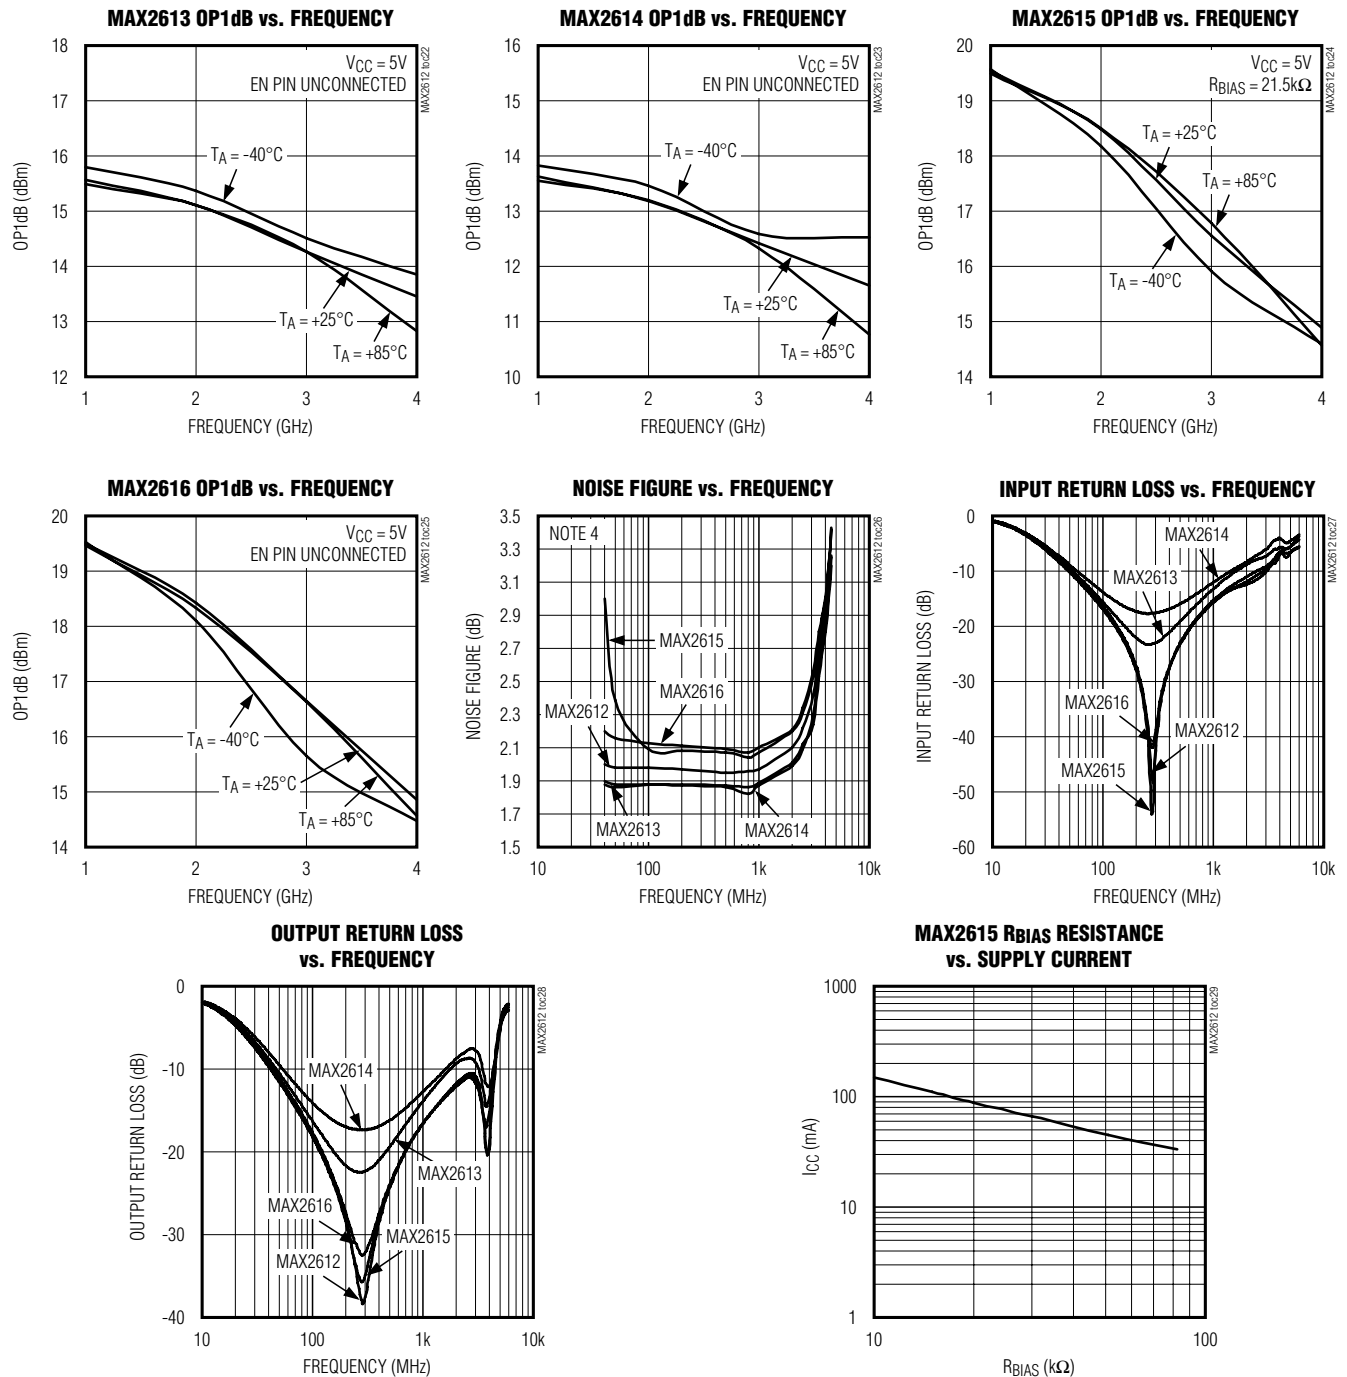 MAX2613 OP1dB vs. FREQUENCY
18
17
16
15
14
13
12
OP1dB (dBm)
VCC = 5V
EN PIN UNCONNECTED
TA = -40°C
TA = +25°C
TA = +85°C
1
2
3
4
FREQUENCY (GHz)
MAX2612 toc22
MAX2614 OP1dB vs. FREQUENCY
16
15
14
13
12
11
10
OP1dB (dBm)
VCC = 5V
EN PIN UNCONNECTED
TA = -40°C
TA = +25°C
TA = +85°C
1
2
3
4
FREQUENCY (GHz)
MAX2612 toc23
MAX2615 OP1dB vs. FREQUENCY
20
19
18
17
16
15
14
OP1dB (dBm)
VCC = 5V
RBIAS = 21.5kΩ
TA = +25°C
TA = +85°C
TA = -40°C
1
2
3
4
FREQUENCY (GHz)
MAX2612 toc24
MAX2616 OP1dB vs. FREQUENCY
20
19
18
17
16
15
14
OP1dB (dBm)
VCC = 5V
EN PIN UNCONNECTED
TA = -40°C
TA = +25°C
TA = +85°C
1
2
3
4
FREQUENCY (GHz)
MAX2612 toc25
NOISE FIGURE vs. FREQUENCY
3.5
3.3
3.1
2.9
2.7
2.5
2.3
2.1
1.9
1.7
1.5
NOISE FIGURE (dB)
NOTE 4
MAX2615
MAX2616
MAX2612
MAX2613
MAX2614
10
100
1k
10k
FREQUENCY (MHz)
MAX2612 toc26
INPUT RETURN LOSS vs. FREQUENCY
0
-10
-20
-30
-40
-50
-60
INPUT RETURN LOSS (dB)
MAX2614
MAX2613
MAX2616
MAX2612
MAX2615
10
100
1k
10k
FREQUENCY (MHz)
MAX2612 toc27
OUTPUT RETURN LOSS
vs. FREQUENCY
0
-10
-20
-30
-40
OUTPUT RETURN LOSS (dB)
MAX2614
MAX2613
MAX2616
MAX2615
MAX2612
10
100
1k
10k
FREQUENCY (MHz)
MAX2612 toc28
MAX2615 RBIAS RESISTANCE
vs. SUPPLY CURRENT
1000
100
10
1
ICC (mA)
10
100
RBIAS (kΩ)
MAX2612 toc29